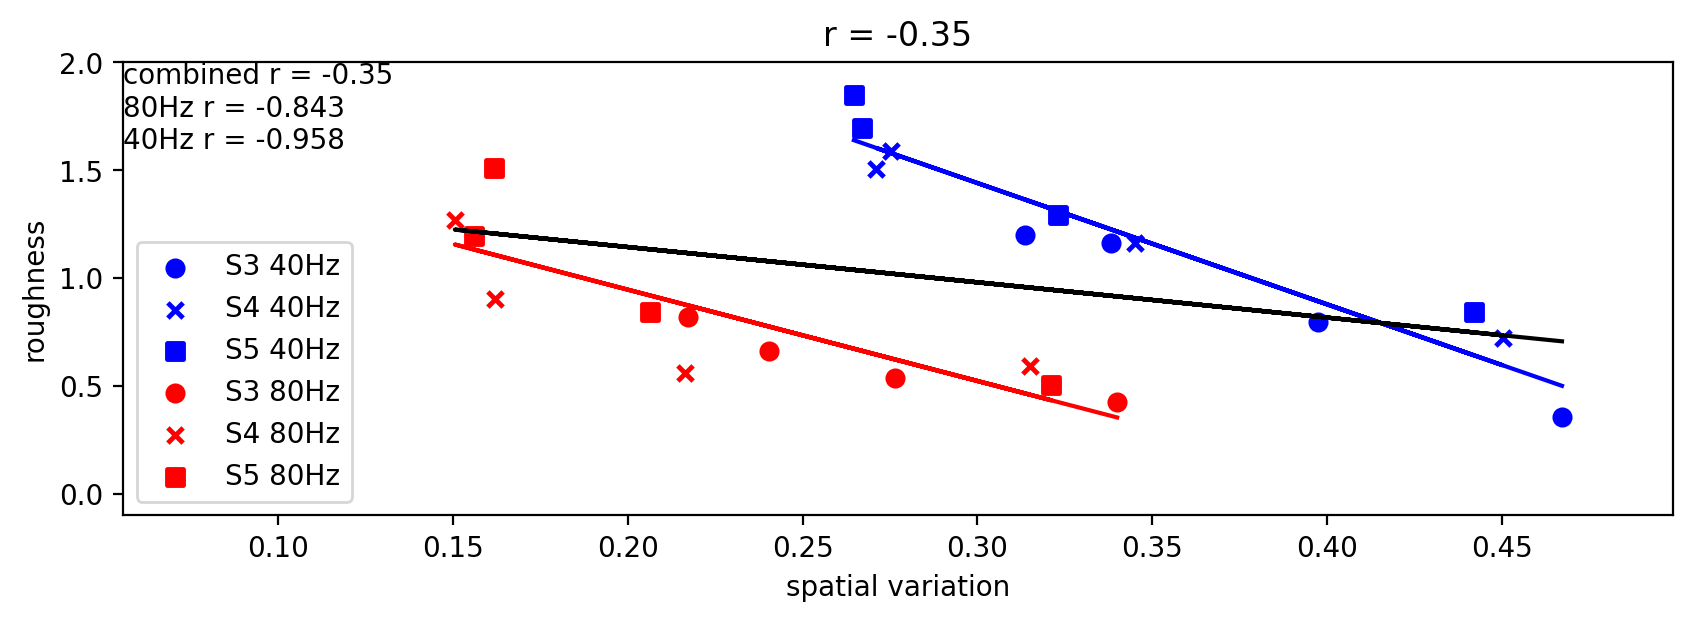 r = -0.35
combined r = -0.35
80Hz r = -0.843
40Hz r = -0.958
2.0
1.5
1.0
0.5
0.0
roughness
S3 40Hz
S4 40Hz
S5 40Hz
S3 80Hz
S4 80Hz
S5 80Hz
0.10 0.15 0.20 0.25 0.30 0.35 0.40 0.45
spatial variation